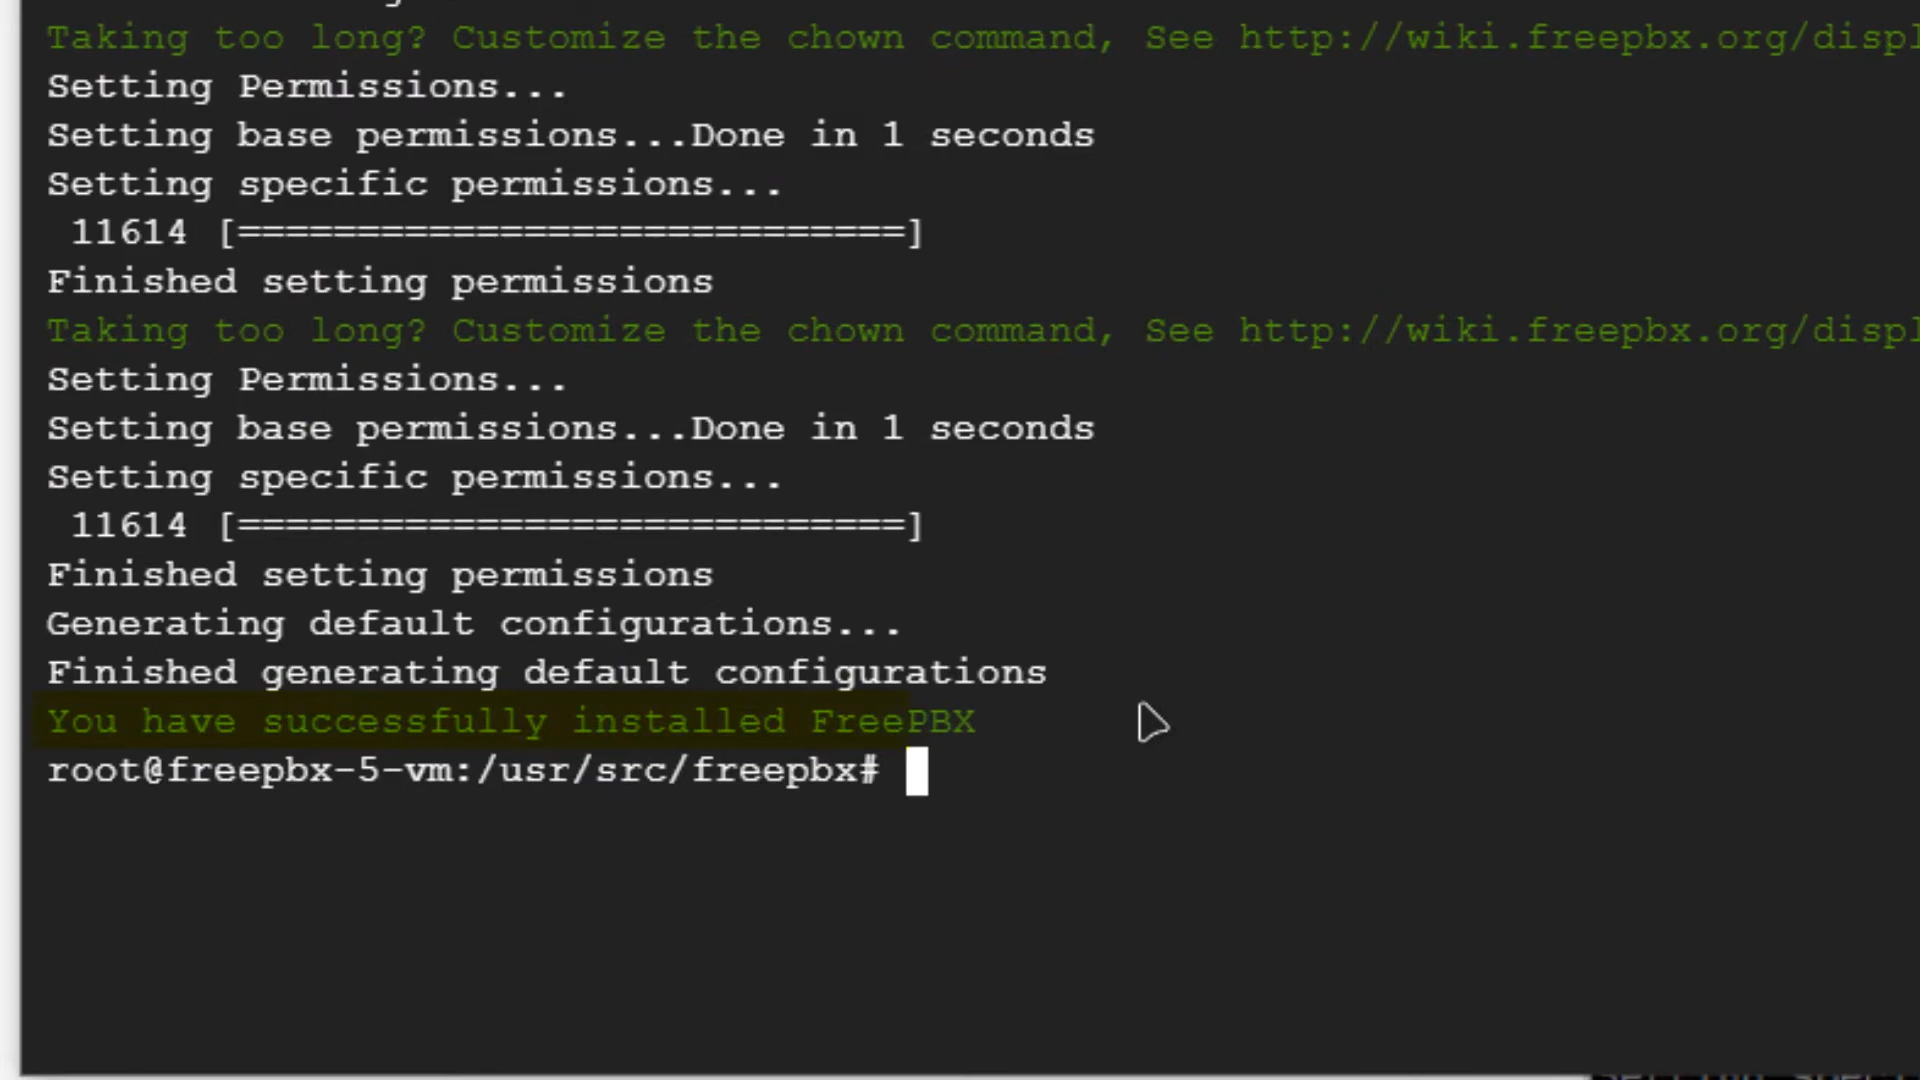 Taking too long? Customize the chown command, See http://wiki.freepbx.org/displ
Setting Permissions...
Setting base permissions...Done in 1 seconds
Setting specific permissions...
11614 [============================]
Finished setting permissions
Taking too long? Customize the chown command, See http://wiki.freepbx.org/displ
Setting Permissions...
Setting base permissions...Done in 1 seconds
Setting specific permissions...
11614 [============================]
Finished setting permissions
Generating default configurations...
Finished generating default configurations
You have successfully installed FreePBX
root@freepbx-5-vm:/usr/src/freepbx#